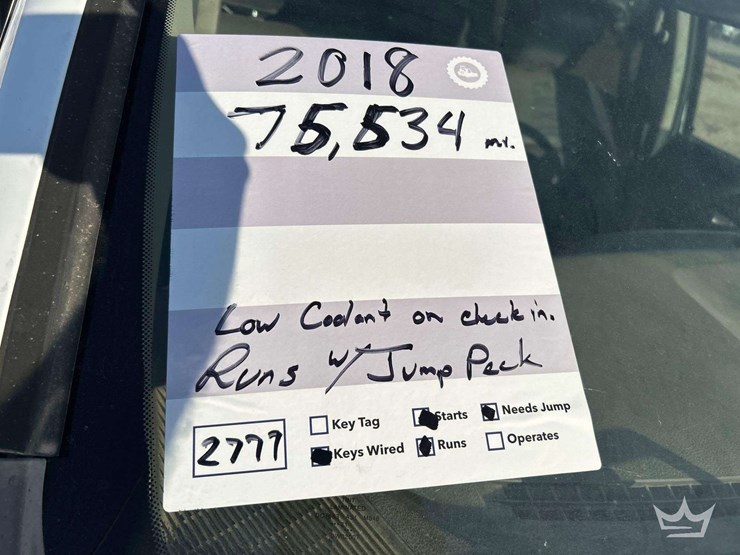 2018
75,534 mi.
Low Coolant on check in.
Runs w/ Jump Pack
2777
Key Tag
Starts
Needs Jump
Keys Wired
Runs
Operates